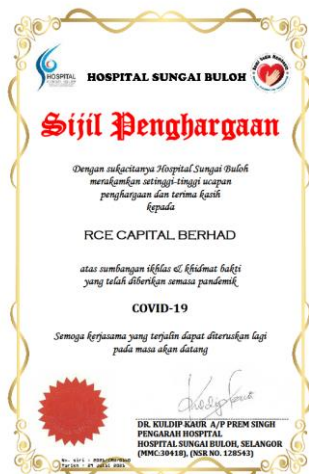 HOSPITAL
HOSPITAL SUNGAI BULOH
Sijil Penghargaan
Dengan sukacitanya Hospital Sungai Buloh
merakamkan setinggi-tinggi ucapan
penghargaan dan terima kasih
kepada
RCE CAPITAL BERHAD
atas sumbangan ikhlas & khidmat bakti
yang telah diberikan semasa pandemik
COVID-19
Semoga kerjasama yang terjalin dapat diteruskan lagi
pada masa akan datang
DR. KULDIP KAUR A/P PREM SINGH
PENGARAH HOSPITAL
HOSPITAL SUNGAI BULOH, SELANGOR
(MMC:30418), (NSR NO. 128543)